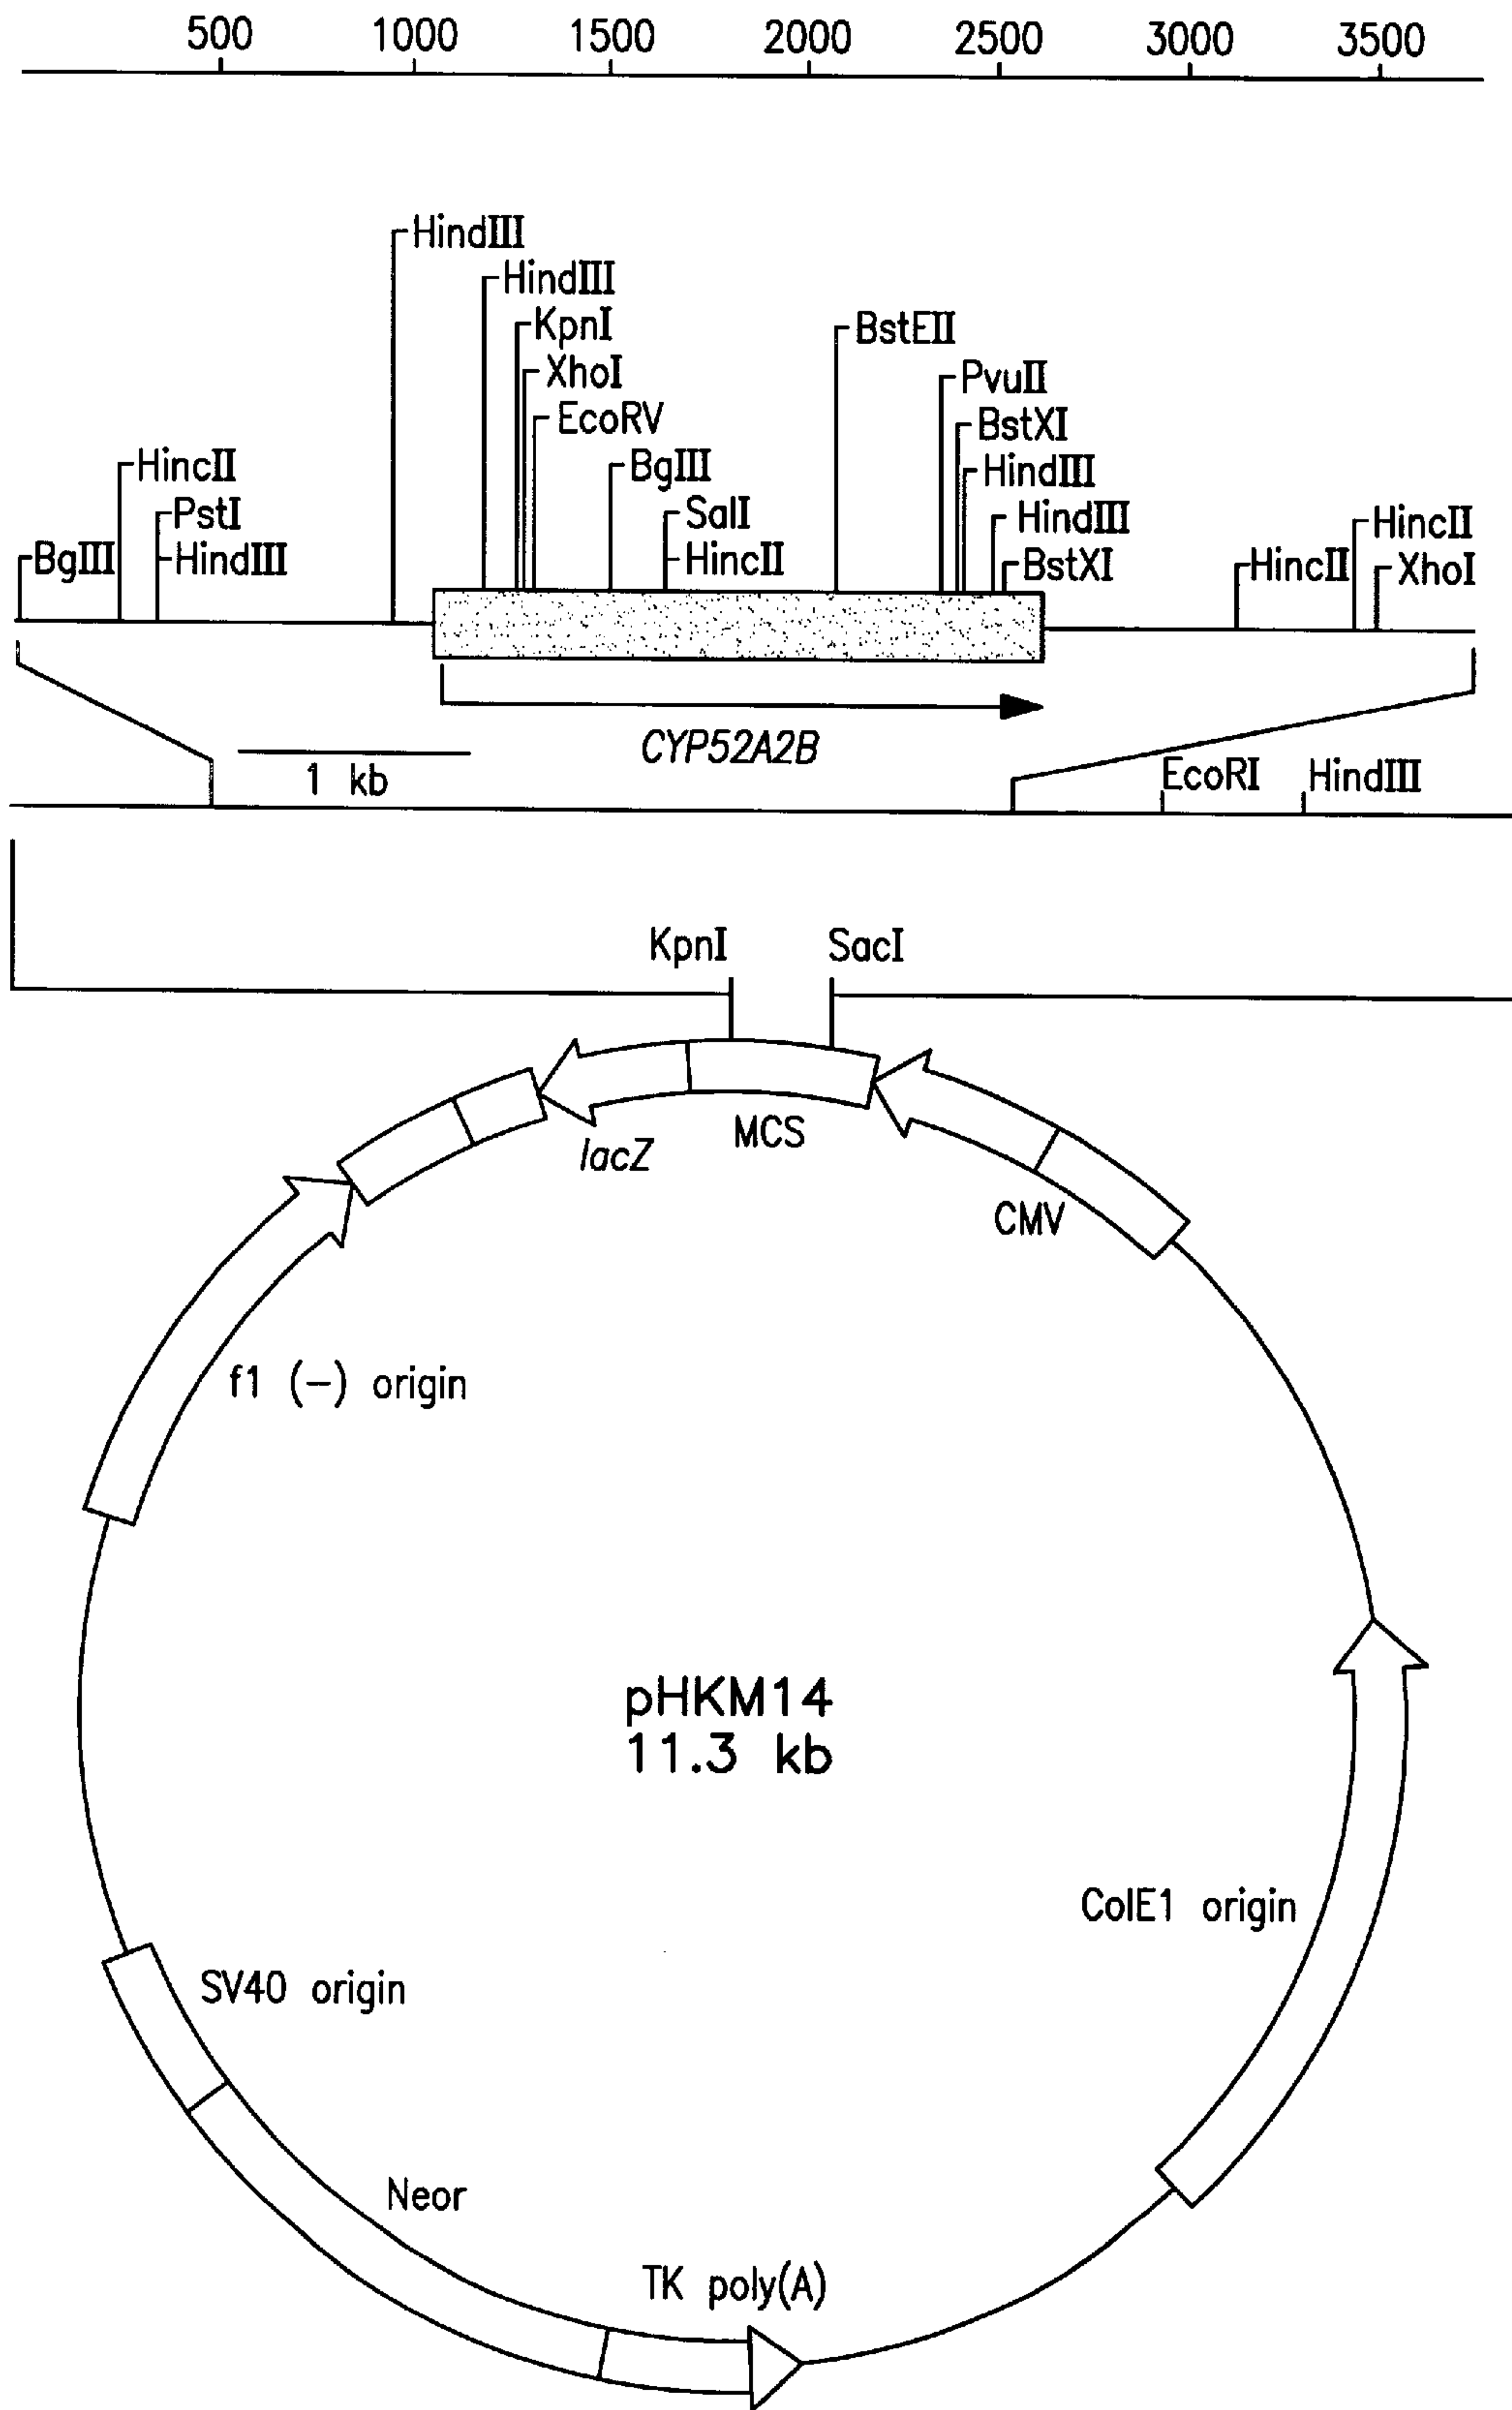 500 1000 1500 2000 2500 3000 3500
HindIII
HindIII
KpnI
BstEII
XhoI
PvuII
EcoRV
BstXI
HincII
BgIII
HindIII
PstI
SalI
HindIII
HincII
BgIII
HindIII
HincII
BstXI
HincII
XhoI
CYP52A2B
1 kb
EcoRI
HindIII
KpnI
SacI
lacZ
MCS
CMV
f1 (-) origin
pHKM14
11.3 kb
ColE1 origin
SV40 origin
Neor
TK poly(A)